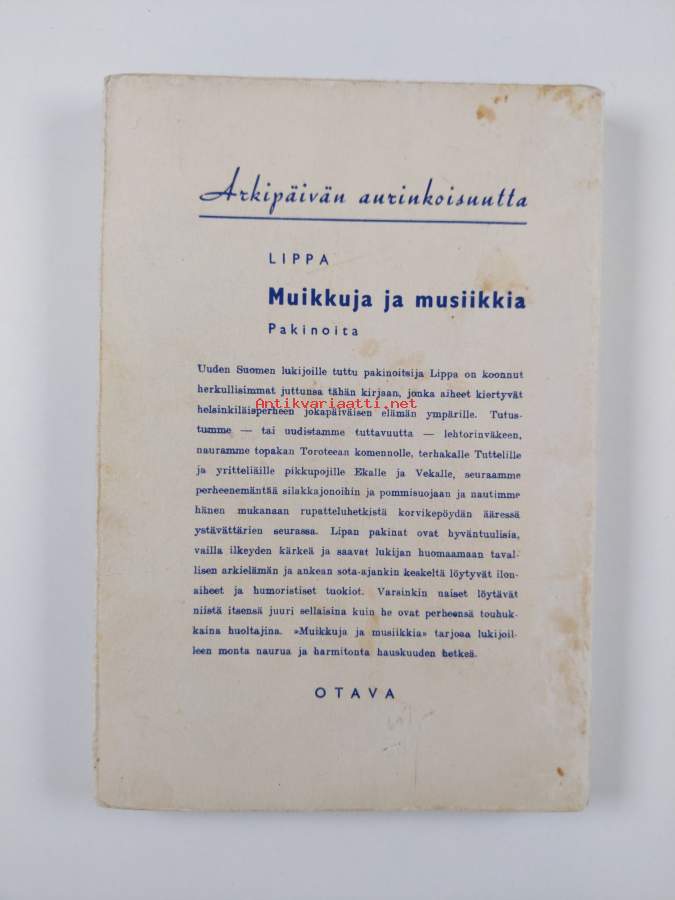 Arkipäivän aurinkoisuutta
LIPPA
Muikkuja ja musiikkia
Pakinoita
Uuden Suomen lukijoille tuttu pakinoitsija Lippa on koonnut
herkullisimmat juttunsa tähän kirjaan, jonka aiheet kiertyvät
Antikvariaatti.net
helsinkiläisperheen jokapäiväisen elämän ympärille. Tutus-
tumme — tai uudistamme tuttavuutta — lehtorinväkeen,
nauramme topakan Toroteean komennolle, terhakalle Tuttelille
ja yritteliäille pikkupojille Ekalle ja Vekalle, seuraamme
perheenemäntää silakkajonoihin ja pommisuojaan ja nautimme
hänen mukanaan rupatteluhetkistä korvikepöydän ääressä
ystävättärien seurassa. Lipan pakinat ovat hyväntuulisia,
vailla ilkeyden kärkeä ja saavat lukijan huomaamaan taval-
lisen arkielämän ja ankean sota-ajankin keskeltä löytyvät ilon-
aiheet ja humoristiset tuokiot. Varsinkin naiset löytävät
niistä itsensä juuri sellaisina kuin he ovat perheensä touhuk-
kaina huoltajina. »Muikkuja ja musiikkia» tarjoaa lukijoil-
leen monta naurua ja harmitonta hauskuuden hetkeä.
OTAVA